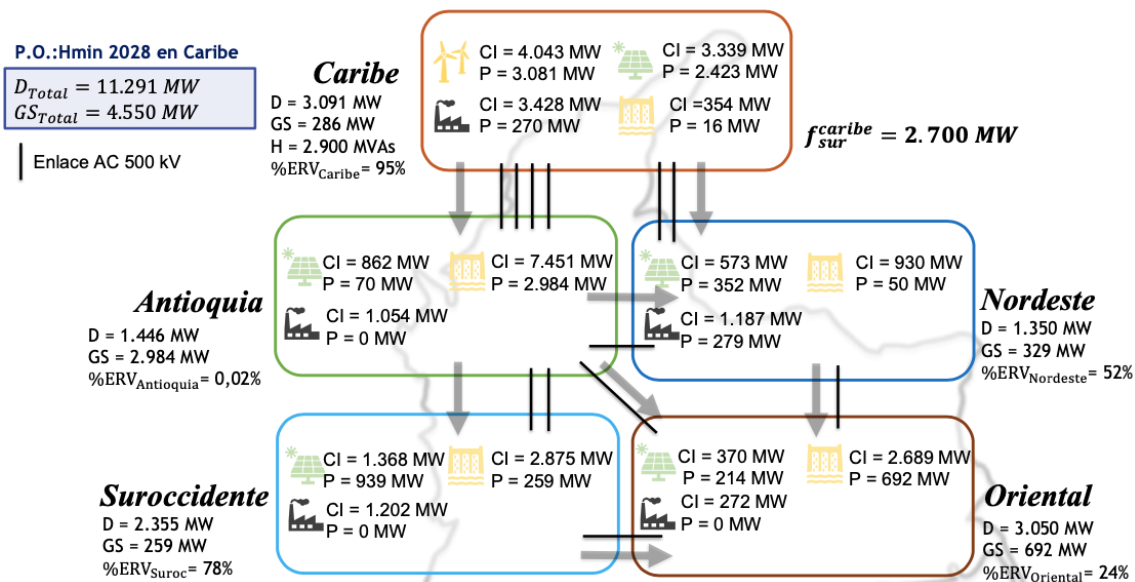 P.O.:Hmin 2028 en Caribe
D_Total = 11.291 MW
GS_Total = 4.550 MW
Enlace AC 500 kV
Caribe
D = 3.091 MW
GS = 286 MW
H = 2.900 MVAs
%ERV_Caribe= 95%
CI = 4.043 MW
P = 3.081 MW
CI = 3.339 MW
P = 2.423 MW
CI = 3.428 MW
P = 270 MW
CI =354 MW
P = 16 MW
f_sur^caribe = 2.700 MW
Antioquia
D = 1.446 MW
GS = 2.984 MW
%ERV_Antioquia= 0,02%
CI = 862 MW
P = 70 MW
CI = 7.451 MW
P = 2.984 MW
CI = 1.054 MW
P = 0 MW
CI = 573 MW
P = 352 MW
CI = 930 MW
P = 50 MW
CI = 1.187 MW
P = 279 MW
Nordeste
D = 1.350 MW
GS = 329 MW
%ERV_Nordeste= 52%
Suroccidente
D = 2.355 MW
GS = 259 MW
%ERV_Suroc= 78%
CI = 1.368 MW
P = 939 MW
CI = 2.875 MW
P = 259 MW
CI = 1.202 MW
P = 0 MW
CI = 370 MW
P = 214 MW
CI = 2.689 MW
P = 692 MW
CI = 272 MW
P = 0 MW
Oriental
D = 3.050 MW
GS = 692 MW
%ERV_Oriental= 24%